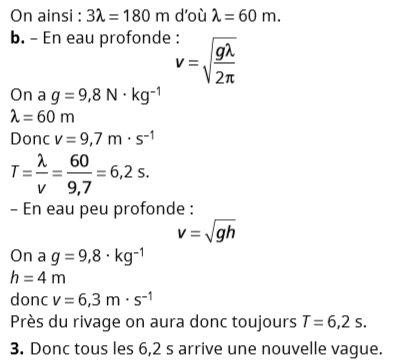 On ainsi : 3λ = 180 m d'où λ = 60 m.
b. – En eau profonde :
v = √(gλ/2π)
On a g = 9,8 N · kg⁻¹
λ = 60 m
Donc v = 9,7 m · s⁻¹
T = λ/v = 60/9,7 = 6,2 s.
– En eau peu profonde :
v = √gh
On a g = 9,8 · kg⁻¹
h = 4 m
donc v = 6,3 m · s⁻¹
Près du rivage on aura donc toujours T = 6,2 s.
3. Donc tous les 6,2 s arrive une nouvelle vague.